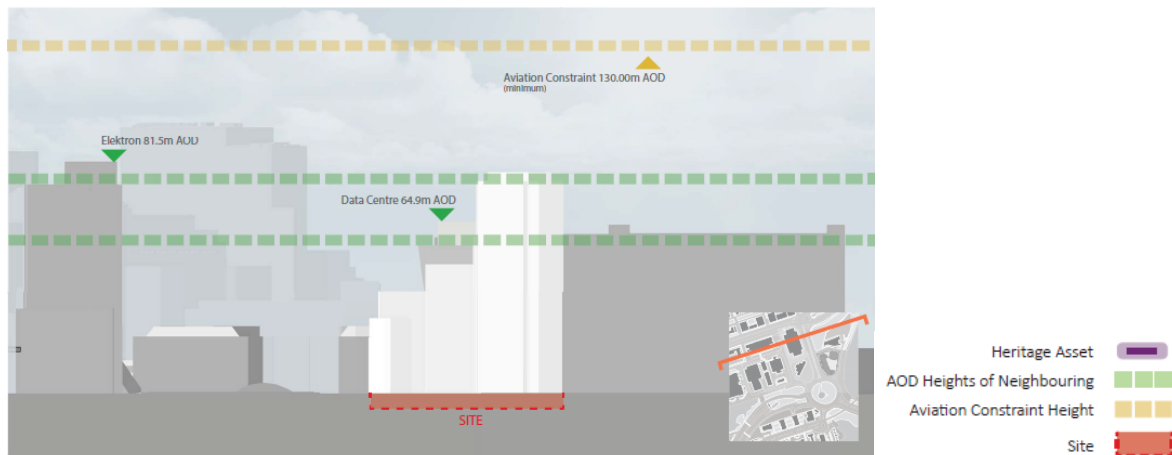 Aviation Constraint 130.00m AOD
(minimum)
Elektron 81.5m AOD
Data Centre 64.9m AOD
SITE
Heritage Asset
AOD Heights of Neighbouring
Aviation Constraint Height
Site